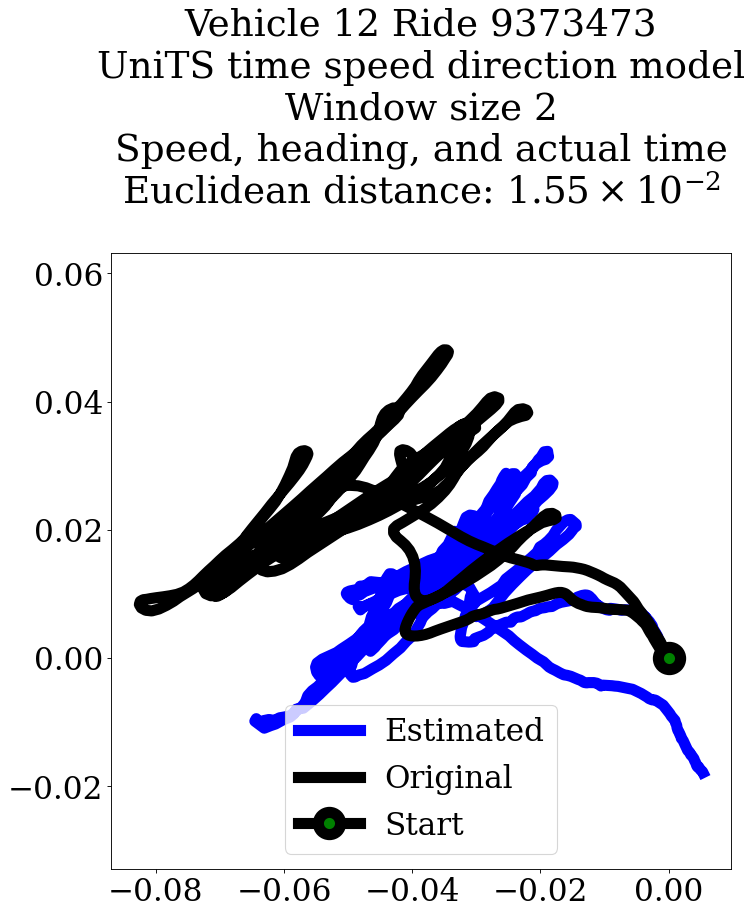 Vehicle 12 Ride 9373473
UniTS time speed direction model
Window size 2
Speed, heading, and actual time
Euclidean distance: 1.55 × 10⁻²
0.06
0.04
0.02
0.00
−0.02
Estimated
Original
Start
−0.08 −0.06 −0.04 −0.02 0.00